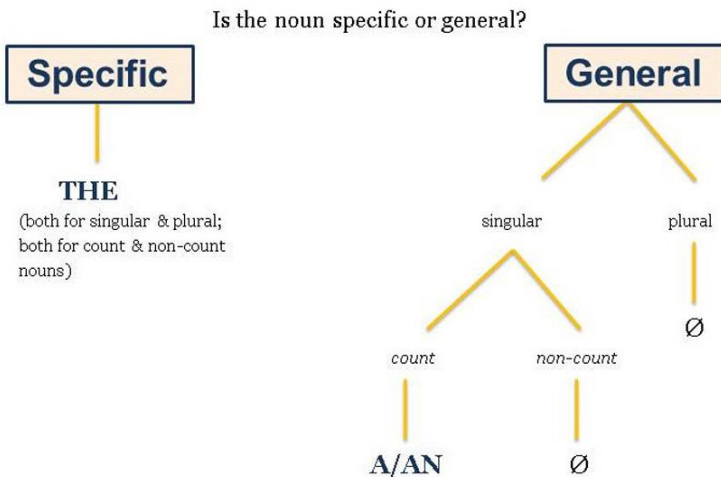 Is the noun specific or general?
Specific
General
THE
(both for singular & plural;
both for count & non-count
nouns)
singular
plural
Ø
count
non-count
A/AN
Ø